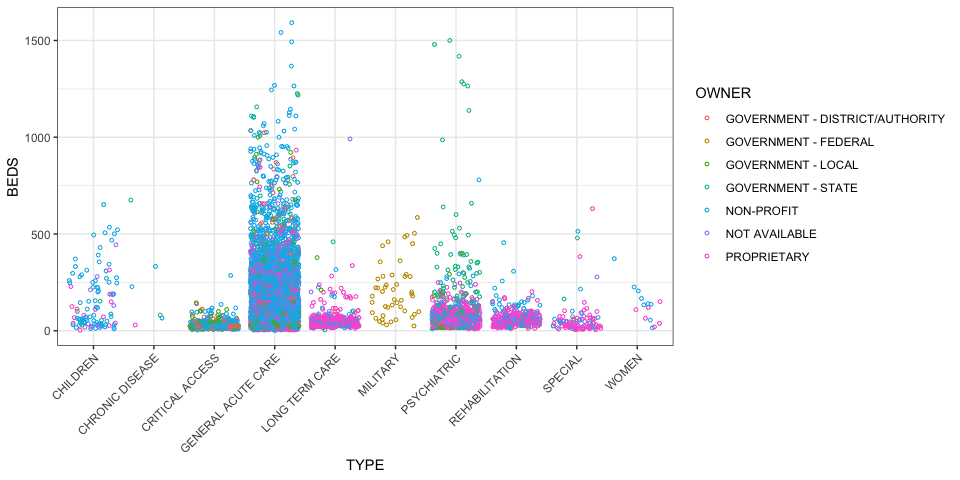 BEDS
1500
1000
500
0
CHILDREN
CHRONIC DISEASE
CRITICAL ACCESS
GENERAL ACUTE CARE
LONG TERM CARE
MILITARY
PSYCHIATRIC
REHABILITATION
SPECIAL
WOMEN
TYPE
OWNER
GOVERNMENT - DISTRICT/AUTHORITY
GOVERNMENT - FEDERAL
GOVERNMENT - LOCAL
GOVERNMENT - STATE
NON-PROFIT
NOT AVAILABLE
PROPRIETARY